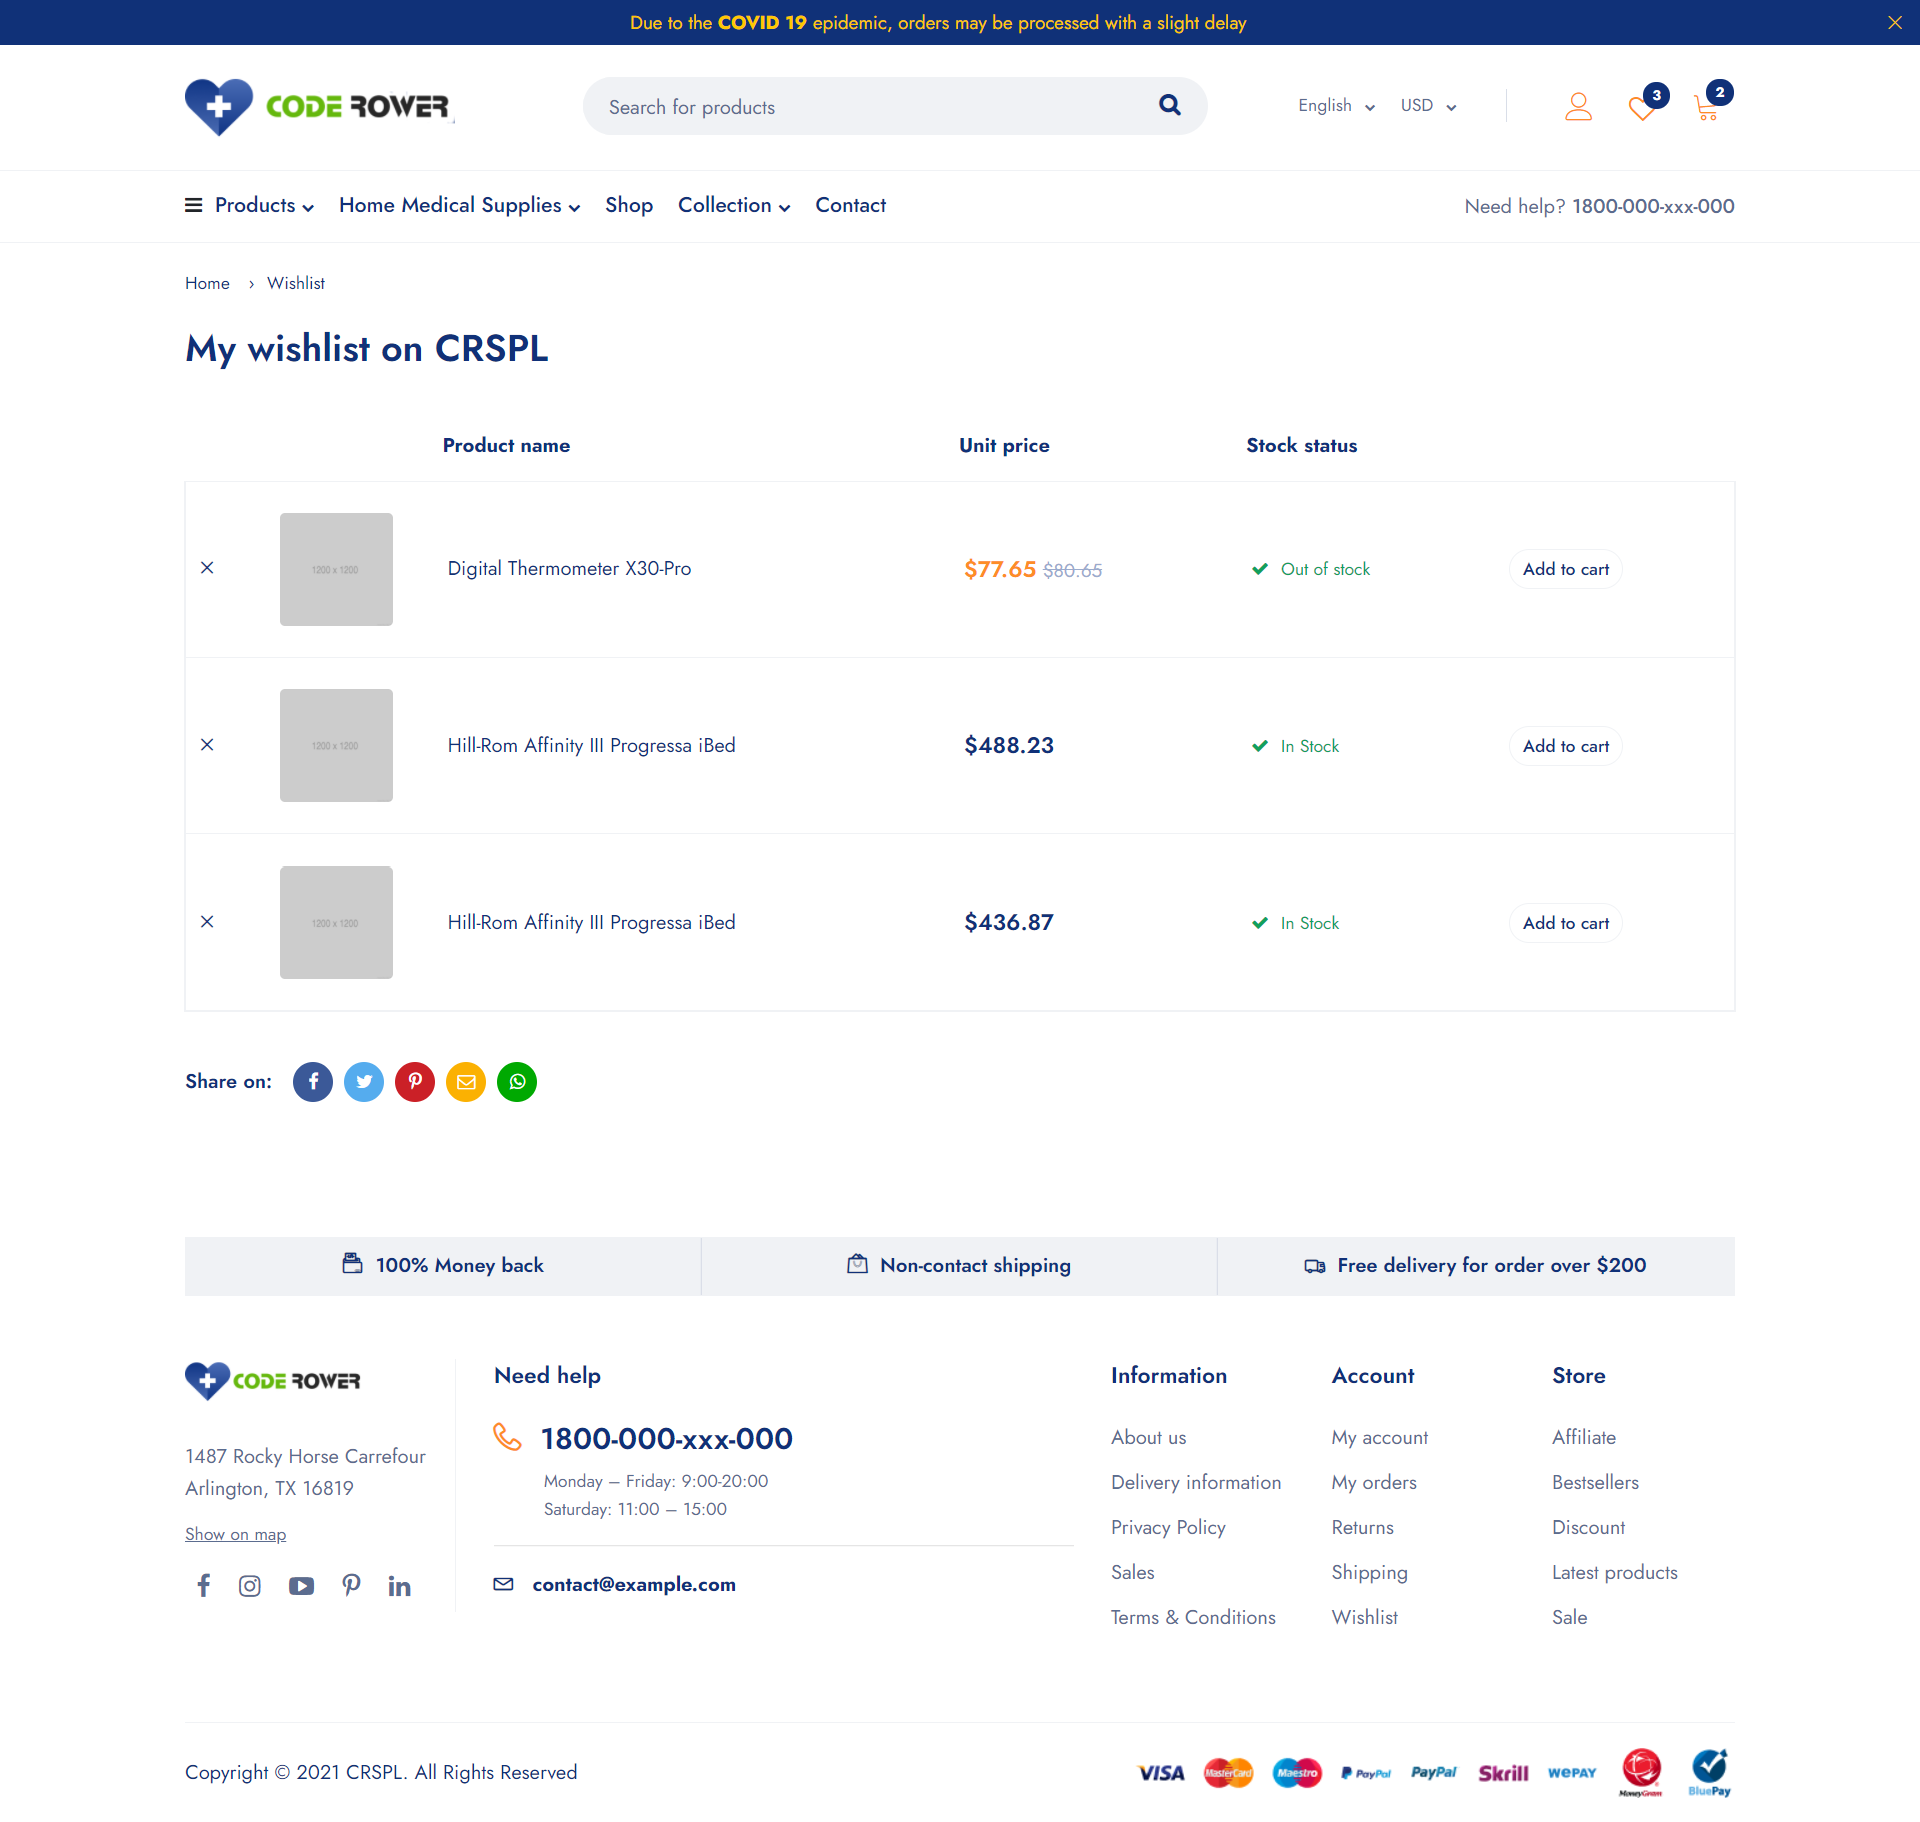 Due to the COVID 19 epidemic, orders may be processed with a slight delay
CODE ROWER
Search for products
English
USD
3
2
Products
Home Medical Supplies
Shop
Collection
Contact
Need help? 1800-000-xxx-000
Home › Wishlist
My wishlist on CRSPL
Product name Unit price Stock status
1200 x 1200
Digital Thermometer X30-Pro $77.65 $80.65 Out of stock Add to cart
1200 x 1200
Hill-Rom Affinity III Progressa iBed $488.23 In Stock Add to cart
1200 x 1200
Hill-Rom Affinity III Progressa iBed $436.87 In Stock Add to cart
Share on:
100% Money back
Non-contact shipping
Free delivery for order over $200
CODE ROWER
1487 Rocky Horse Carrefour
Arlington, TX 16819
Show on map
Need help
1800-000-xxx-000
Monday – Friday: 9:00-20:00
Saturday: 11:00 – 15:00
contact@example.com
Information
About us
Delivery information
Privacy Policy
Sales
Terms & Conditions
Account
My account
My orders
Returns
Shipping
Wishlist
Store
Affiliate
Bestsellers
Discount
Latest products
Sale
Copyright © 2021 CRSPL. All Rights Reserved
VISA MasterCard Maestro PayPal PayPal Skrill WePAY MoneyGram BluePay